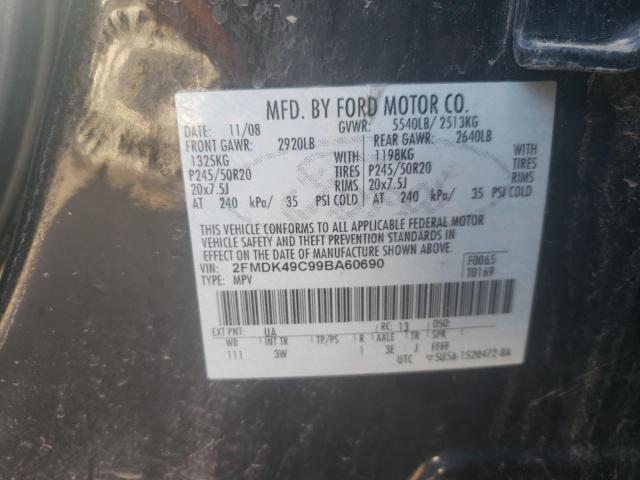 MFD. BY FORD MOTOR CO.
DATE: 11/08 GVWR: 5540LB/ 2513KG
FRONT GAWR: 2920LB REAR GAWR: 2640LB
1325KG WITH 1198KG WITH
P245/50R20 TIRES P245/50R20 TIRES
20x7.5J RIMS 20x7.5J RIMS
AT 240 kPa/ 35 PSI COLD AT 240 kPa/ 35 PSI COLD
THIS VEHICLE CONFORMS TO ALL APPLICABLE FEDERAL MOTOR
VEHICLE SAFETY AND THEFT PREVENTION STANDARDS IN
EFFECT ON THE DATE OF MANUFACTURE SHOWN ABOVE.
VIN: 2FMDK49C99BA60690 F0065
TYPE: MPV T0169
EXT PNT: UA RC: 13 DSO:
WB INT TR TP/PS R AXLE TR SPR
111 3W 1 3E J FFFF
UTC 5U5A-1520472-BA